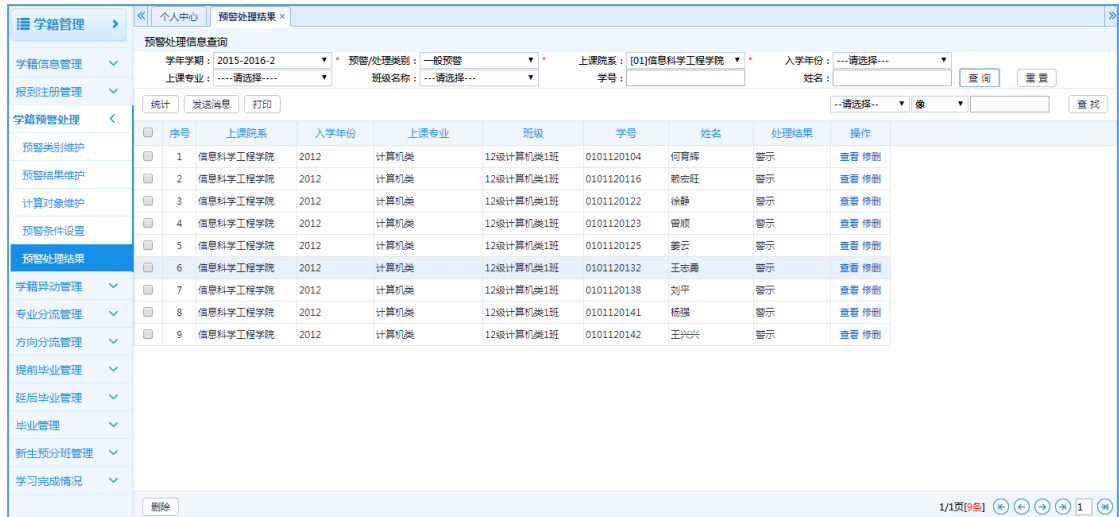 学籍管理
个人中心 预警处理结果 ×
预警处理信息查询
学年学期： 2015-2016-2 * 预警/处理类别： 一般预警 * 上课院系： [01]信息科学工程学院 * 入学年份： ---请选择---
上课专业： ----请选择---- 班级名称： ---请选择--- 学号： 姓名： 查 询 重 置
统计 发送消息 打印 --请选择-- 像 查 找
序号 上课院系 入学年份 上课专业 班级 学号 姓名 处理结果 操作
1 信息科学工程学院 2012 计算机类 12级计算机类1班 0101120104 何育辉 警示 查看 修删
2 信息科学工程学院 2012 计算机类 12级计算机类1班 0101120116 赖宏旺 警示 查看 修删
3 信息科学工程学院 2012 计算机类 12级计算机类1班 0101120122 徐静 警示 查看 修删
4 信息科学工程学院 2012 计算机类 12级计算机类1班 0101120123 曾顺 警示 查看 修删
5 信息科学工程学院 2012 计算机类 12级计算机类1班 0101120125 姜云 警示 查看 修删
6 信息科学工程学院 2012 计算机类 12级计算机类1班 0101120132 王志勇 警示 查看 修删
7 信息科学工程学院 2012 计算机类 12级计算机类1班 0101120138 刘平 警示 查看 修删
8 信息科学工程学院 2012 计算机类 12级计算机类1班 0101120141 杨强 警示 查看 修删
9 信息科学工程学院 2012 计算机类 12级计算机类1班 0101120142 王兴兴 警示 查看 修删
学籍信息管理
报到注册管理
学籍预警处理
预警类别维护
预警结果维护
计算对象维护
预警条件设置
预警处理结果
学籍异动管理
专业分流管理
方向分流管理
提前毕业管理
延后毕业管理
毕业管理
新生预分班管理
学习完成情况
删除 1/1页[9条] 1